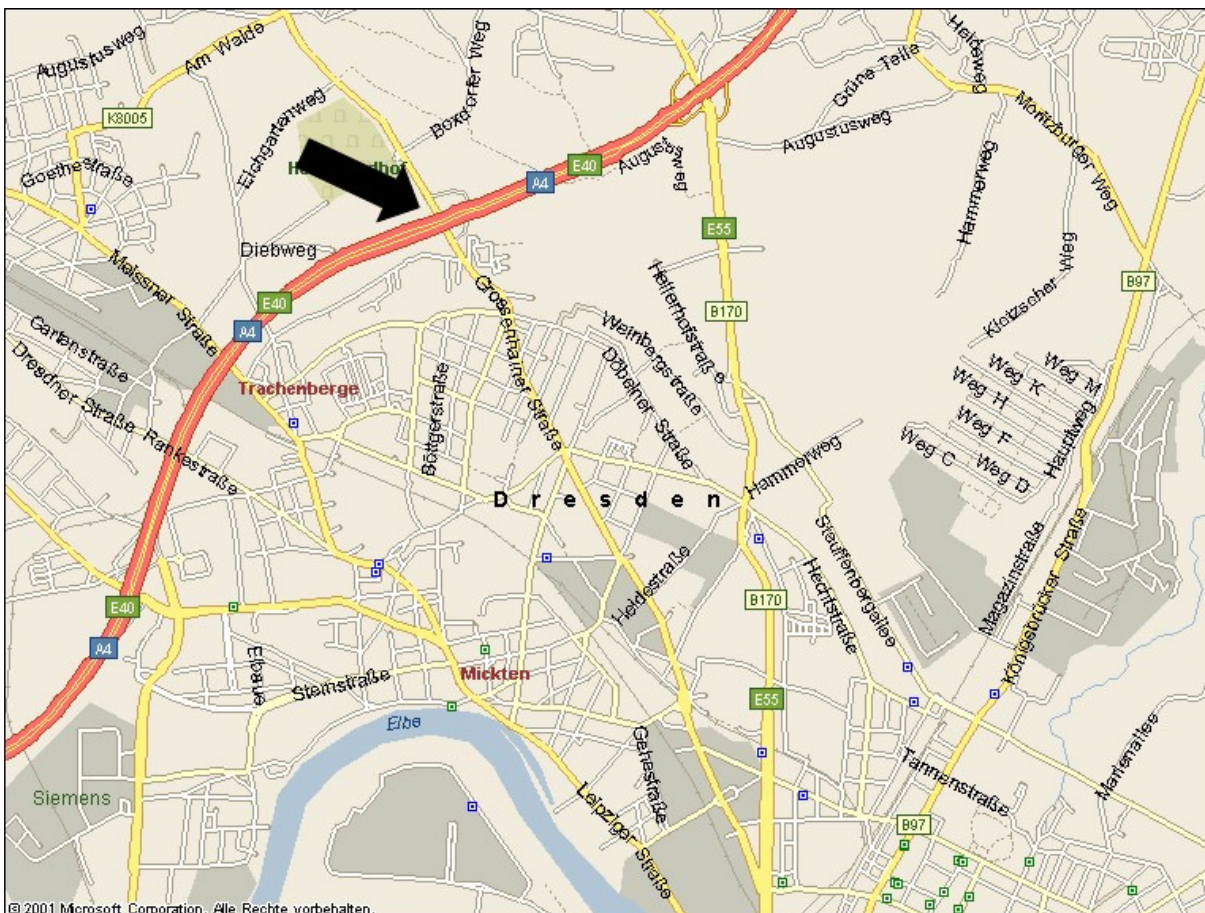 Augustusweg
Am Walde
Boxdorfer Weg
Heideweg
Grüne Telle
K8005
Eichgartenweg
Moritzburger Weg
Augustusweg
Goethestraße
E40
August
sweg
A4
Hammerweg
Diebweg
E55
Klotzscher Weg
B97
Meissner Straße
E40
Grossenhainer Straße
Hellerhofstraße
B170
A4
Gartenstraße
Weinbergstraße
Dresdner Straße
Döbelner Straße
Trachenberge
Weg M
Weg K
Weg H
Hauptweg
Böttgerstraße
Weg F
Rankestraße
Weg C
Weg D
Hammerweg
Dresden
Stauffenbergallee
Magazinstraße
Königsbrücker Straße
Heidestraße
Hechtstraße
E40
B170
A4
Elbaue
Sternstraße
Mickten
E55
Elbe
Gehestraße
Marienallee
Tannenstraße
Siemens
Leipziger Straße
B97
© 2001 Microsoft Corporation. Alle Rechte vorbehalten.